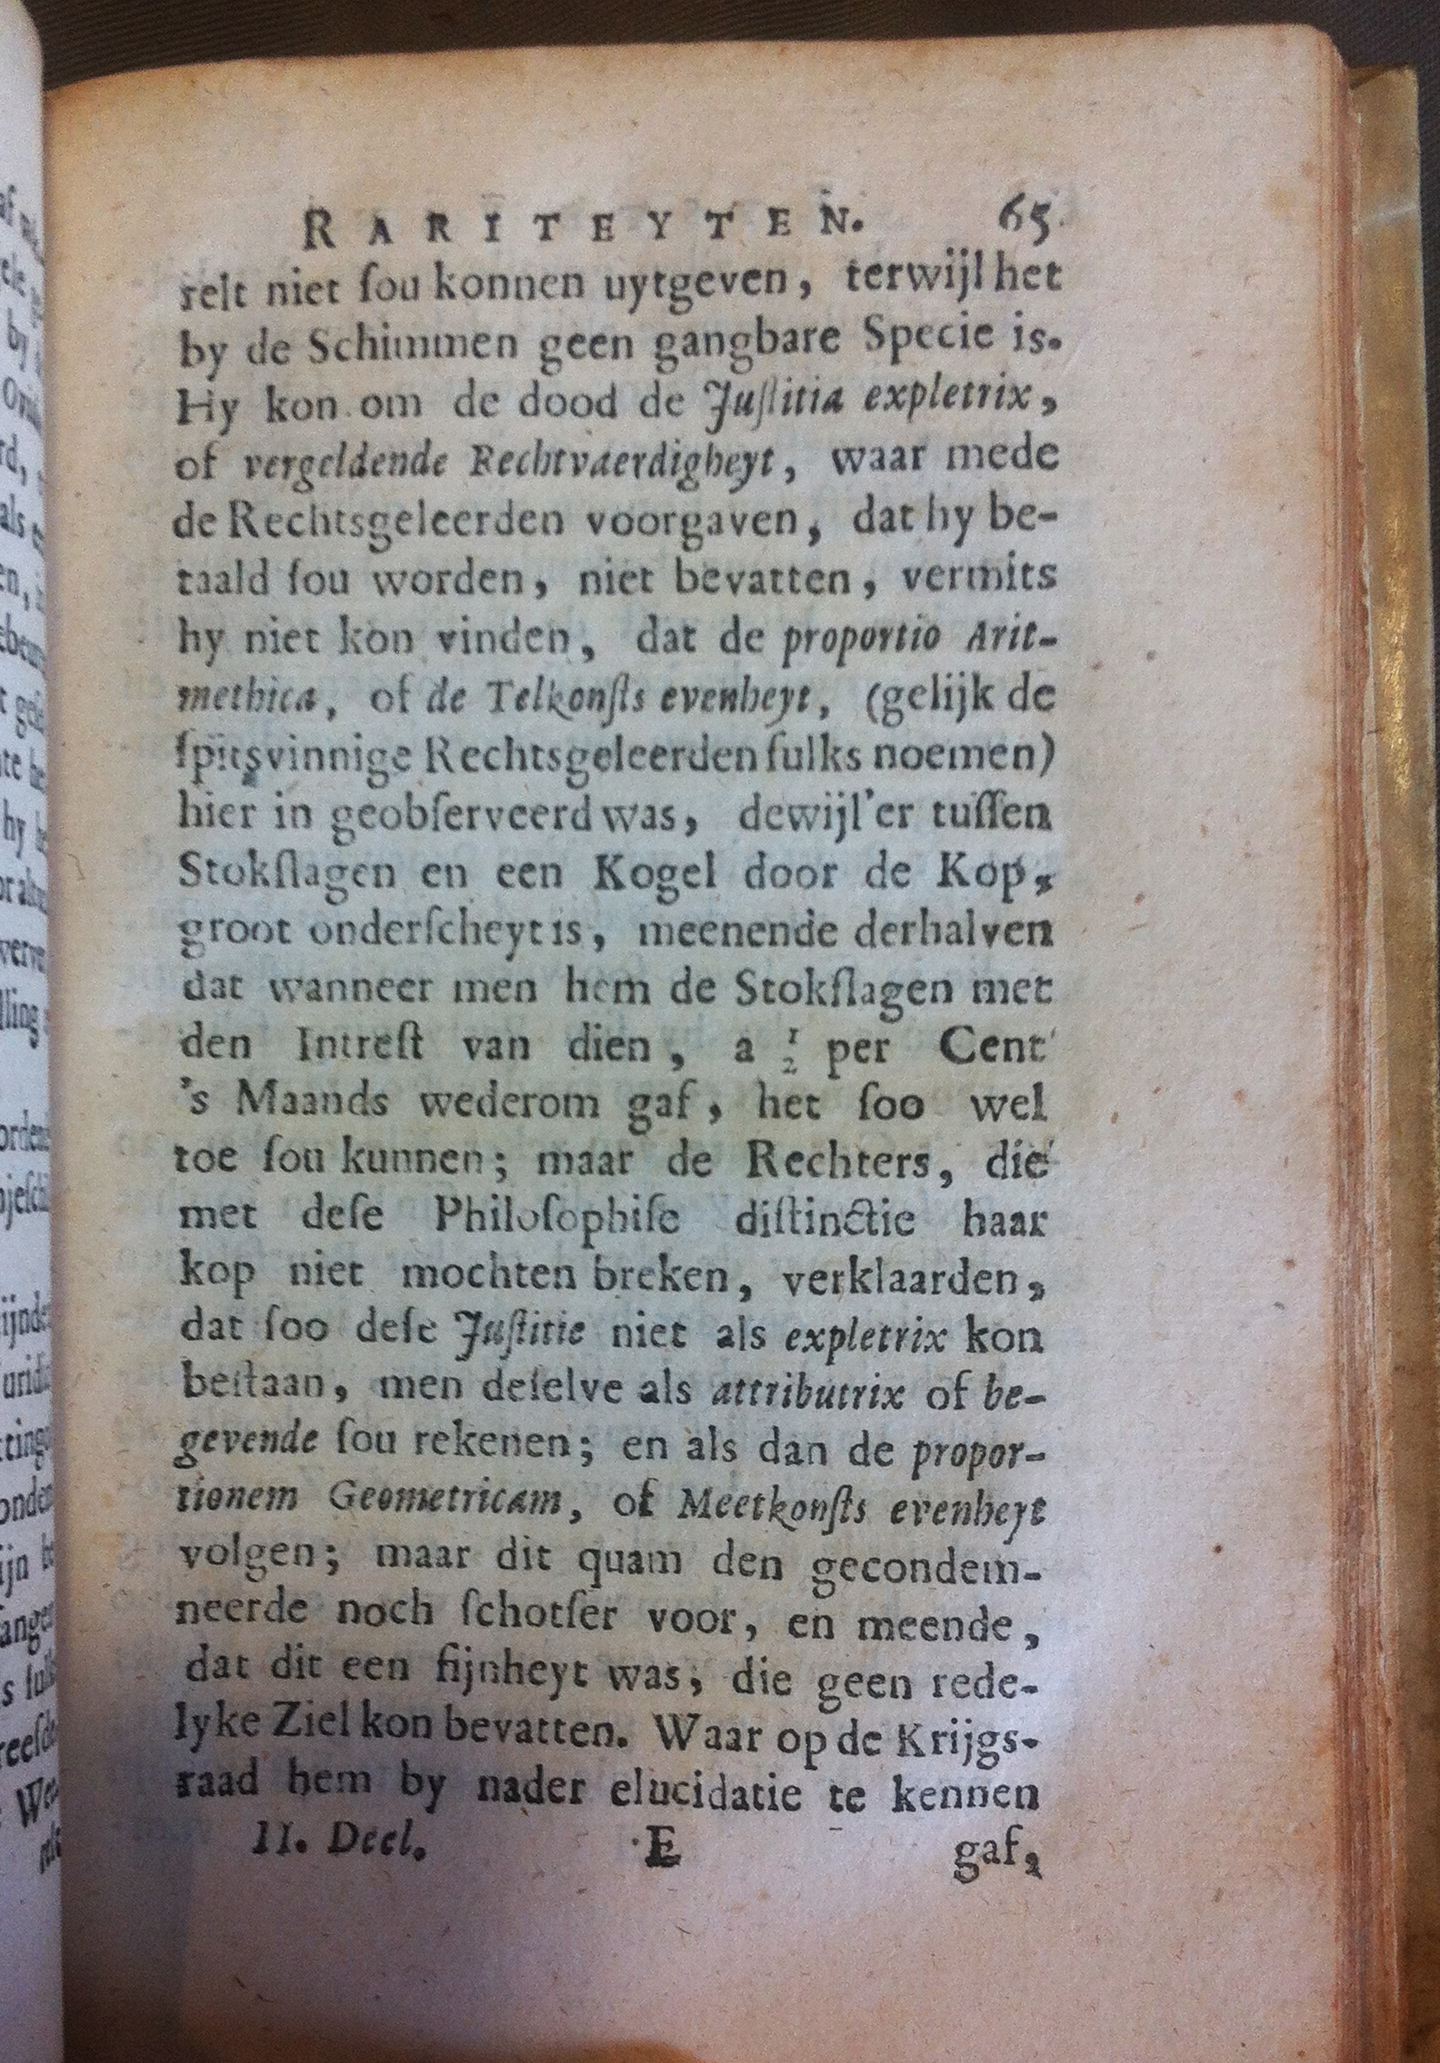 RARITEYTEN. 65
relt niet ſou konnen uytgeven, terwijl het
by de Schimmen geen gangbare Specie is.
Hy kon om de dood de Juſtitia expletrix,
of vergeldende Rechtvaerdigheyt, waar mede
de Rechtsgeleerden voorgaven, dat hy be-
taald ſou worden, niet bevatten, vermits
hy niet kon vinden, dat de proportio Arit-
methica, of de Telkonſts evenheyt, (gelijk de
ſpitsvinnige Rechtsgeleerden ſulks noemen)
hier in geobſerveerd was, dewijl'er tuſſen
Stokſlagen en een Kogel door de Kop,
groot onderſcheyt is, meenende derhalven
dat wanneer men hem de Stokſlagen met
den Intreſt van dien, a ½ per Cent
's Maands wederom gaf, het ſoo wel
toe ſou kunnen; maar de Rechters, die
met deſe Philoſophiſe diſtinctie haar
kop niet mochten breken, verklaarden,
dat ſoo deſe Juſtitie niet als expletrix kon
beſtaan, men deſelve als attributrix of be-
gevende ſou rekenen; en als dan de propor-
tionem Geometricam, of Meetkonſts evenheyt
volgen; maar dit quam den gecondem-
neerde noch ſchotſer voor, en meende,
dat dit een fijnheyt was, die geen rede-
lyke Ziel kon bevatten. Waar op de Krijgs-
raad hem by nader elucidatie te kennen
II. Deel. E gaf,